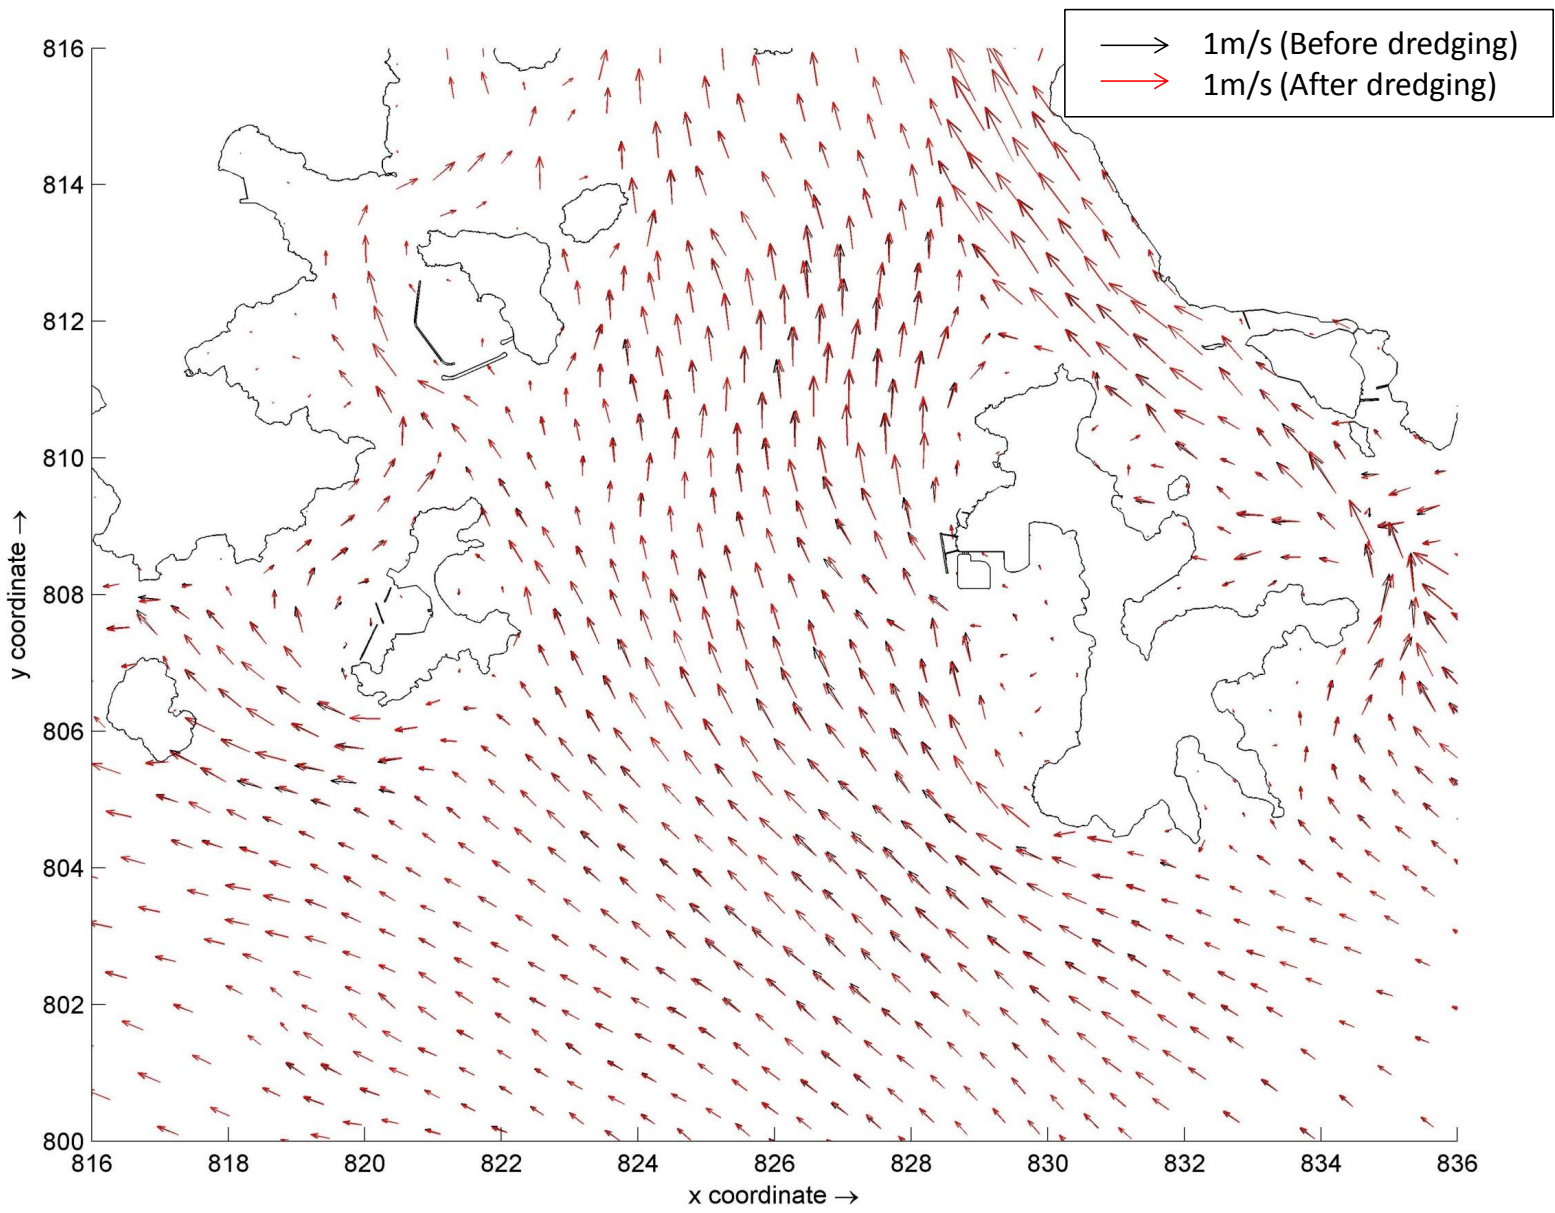 1m/s (Before dredging)
1m/s (After dredging)
816
814
812
810
808
806
804
802
800
y coordinate →
816 818 820 822 824 826 828 830 832 834 836
x coordinate →